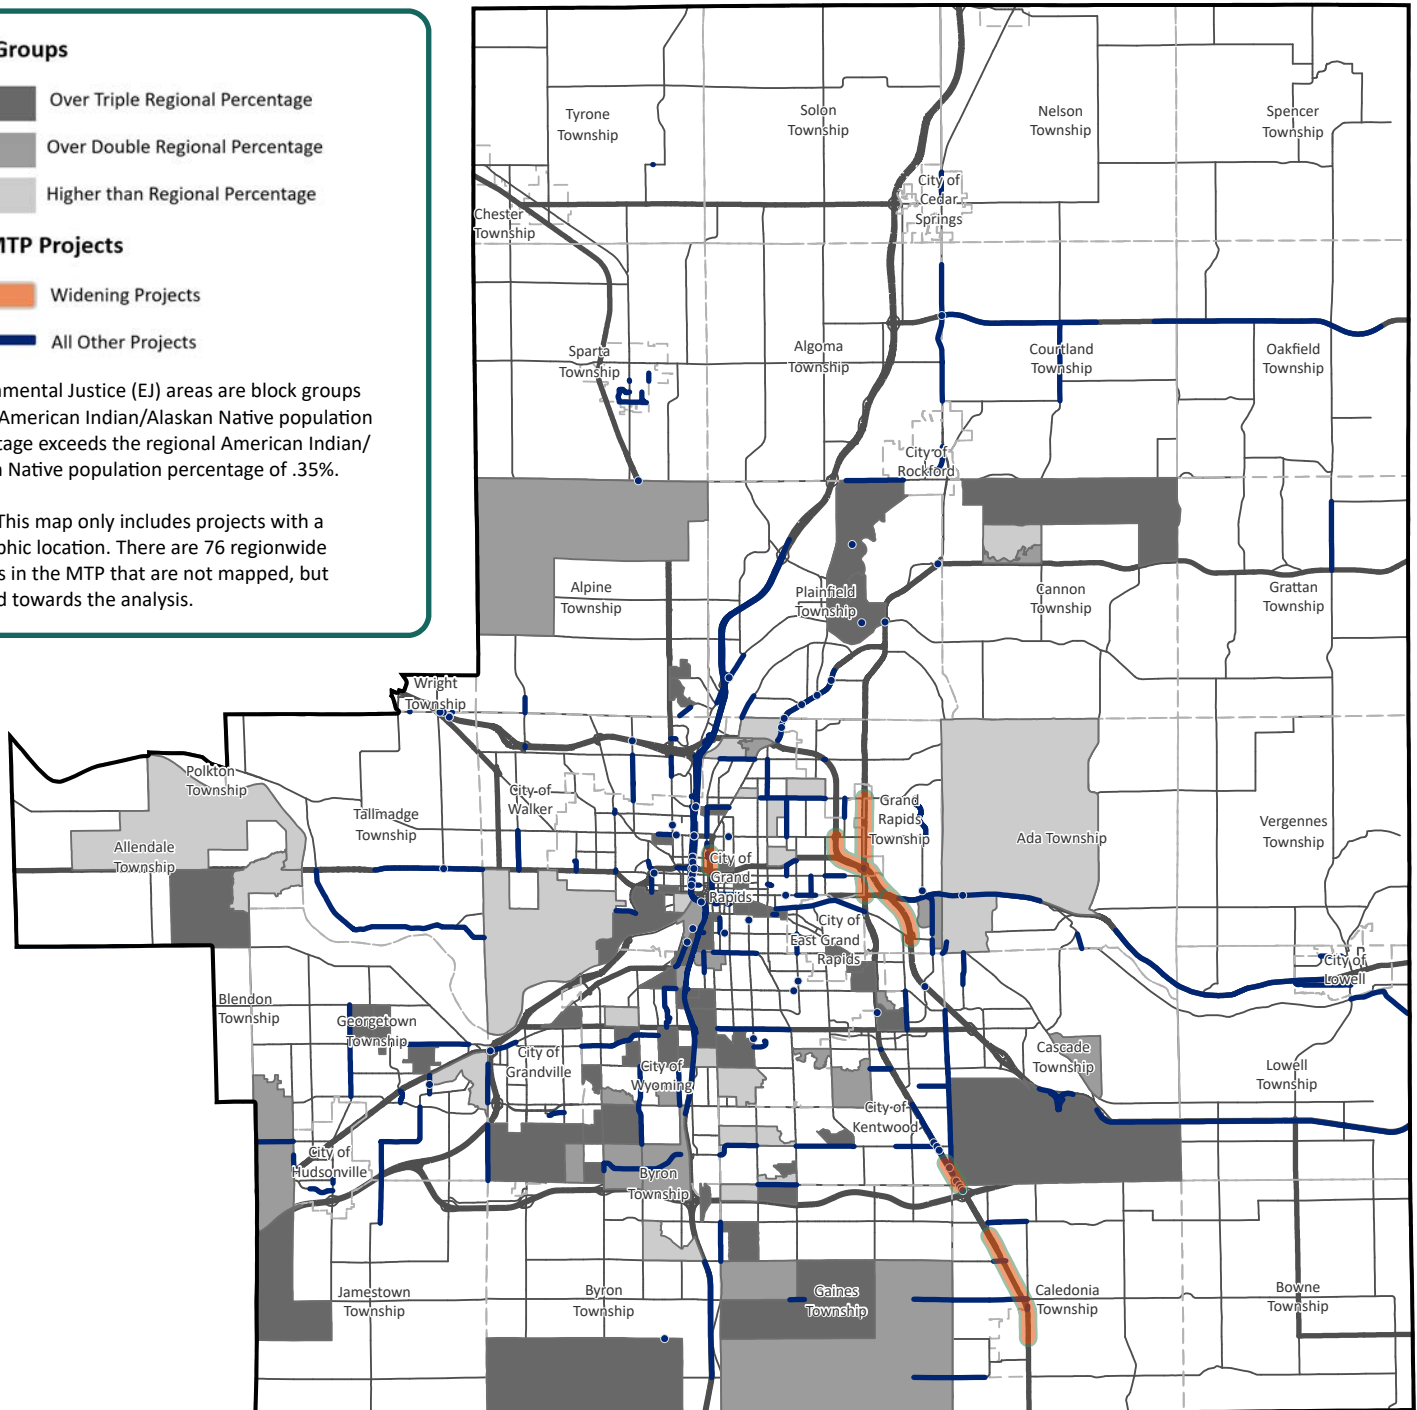 Groups
Over Triple Regional Percentage
Over Double Regional Percentage
Higher than Regional Percentage
MTP Projects
Widening Projects
All Other Projects
mental Justice (EJ) areas are block groups
American Indian/Alaskan Native population
tage exceeds the regional American Indian/
Native population percentage of .35%.
This map only includes projects with a
phic location. There are 76 regionwide
s in the MTP that are not mapped, but
d towards the analysis.
Tyrone
Township
Solon
Township
Nelson
Township
Spencer
Township
Chester
Township
City of
Cedar
Springs
Sparta
Township
Algoma
Township
Courtland
Township
Oakfield
Township
City of
Rockford
Alpine
Township
Plainfield
Township
Cannon
Township
Grattan
Township
Wright
Township
Polkton
Township
Tallmadge
Township
City of
Walker
Grand
Rapids
Township
Ada Township
Vergennes
Township
Allendale
Township
City of
Grand
Rapids
City of
East Grand
Rapids
City of
Lowell
Blendon
Township
Georgetown
Township
City of
Grandville
City of
Wyoming
Cascade
Township
Lowell
Township
City of
Kentwood
City of
Hudsonville
Byron
Township
Jamestown
Township
Byron
Township
Gaines
Township
Caledonia
Township
Bowne
Township